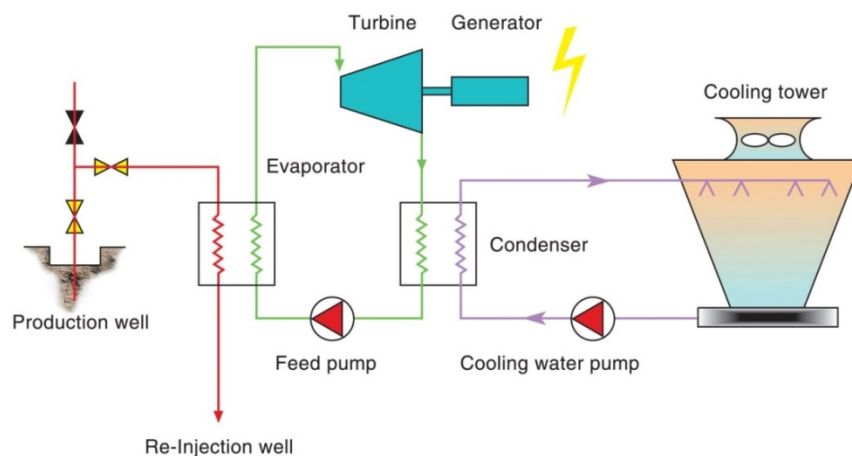 Turbine
Generator
Cooling tower
Evaporator
Condenser
Production well
Feed pump
Cooling water pump
Re-Injection well